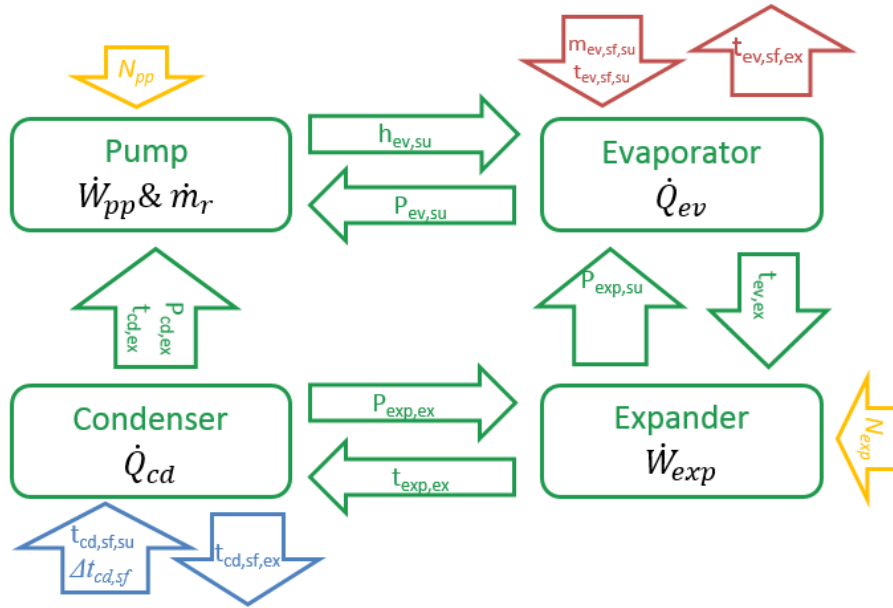 N_pp
m_ev,sf,su
t_ev,sf,su
t_ev,sf,ex
Pump
Ẇ_pp & ṁ_r
h_ev,su
P_ev,su
Evaporator
Q̇_ev
P_cd,ex
t_cd,ex
P_exp,su
t_ev,ex
Condenser
Q̇_cd
P_exp,ex
t_exp,ex
Expander
Ẇ_exp
N_exp
t_cd,sf,su
Δt_cd,sf
t_cd,sf,ex